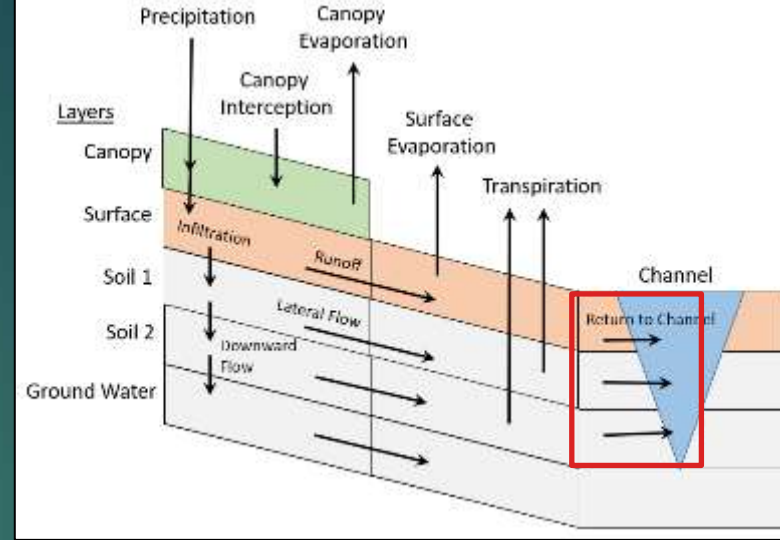 Precipitation
Canopy
Evaporation
Canopy
Interception
Layers
Surface
Evaporation
Canopy
Transpiration
Surface
Infiltration
Runoff
Channel
Soil 1
Lateral Flow
Return to Channel
Soil 2
Downward
Flow
Ground Water